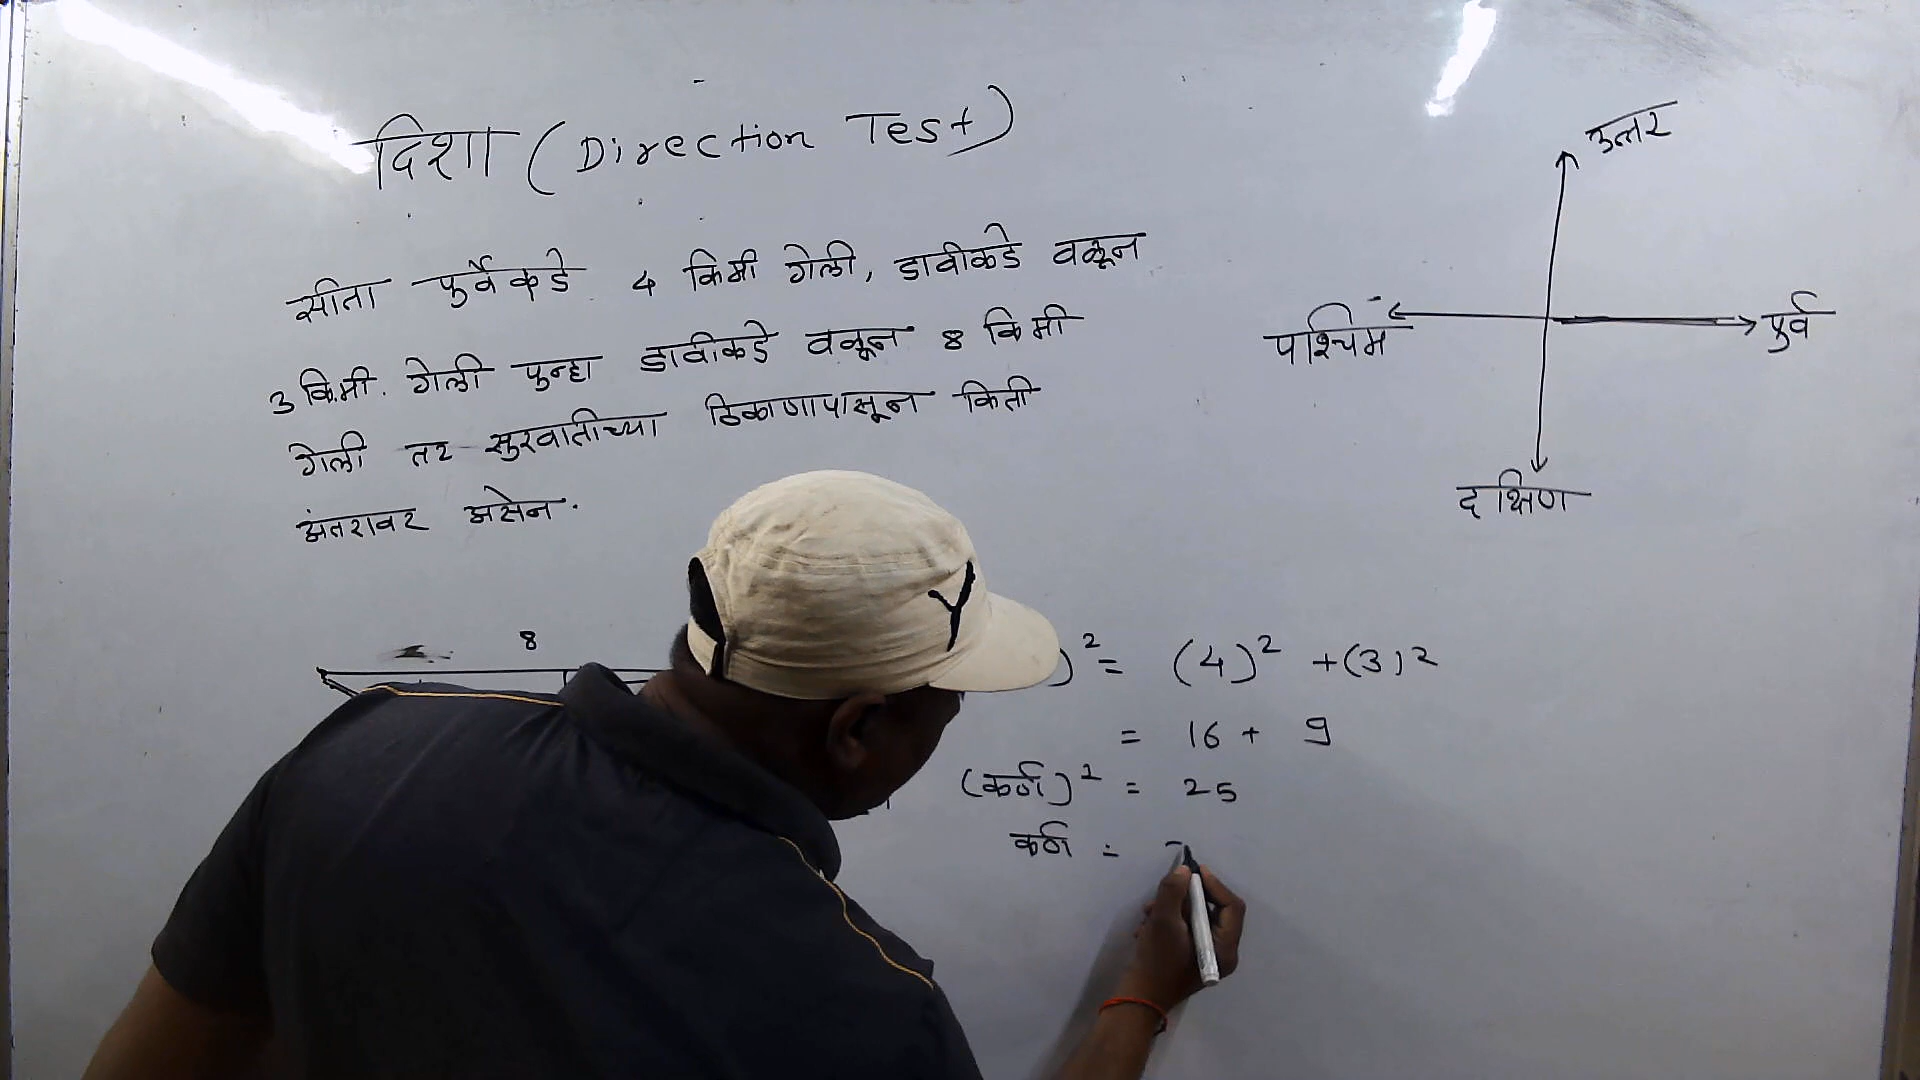 दिशा ( Direction Test )
उत्तर
पश्चिम
पुर्व
दक्षिण
सीता पुर्वेकडे 4 किमी गेली, डावीकडे वळून
3 कि.मी. गेली पुन्हा डावीकडे वळून 8 किमी
गेली तर सुरवातीच्या ठिकाणापासून किती
अंतरावर असेन.
8
)² = (4)² + (3)²
= 16 + 9
(कर्ण)² = 25
कर्ण =